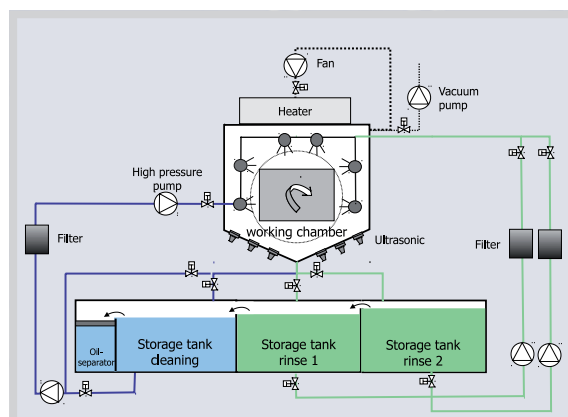 Fan
Vacuum
pump
Heater
High pressure
pump
working chamber
Ultrasonic
Filter
Filter
Storage tank
cleaning
Storage tank
rinse 1
Storage tank
rinse 2
Oil-
separator